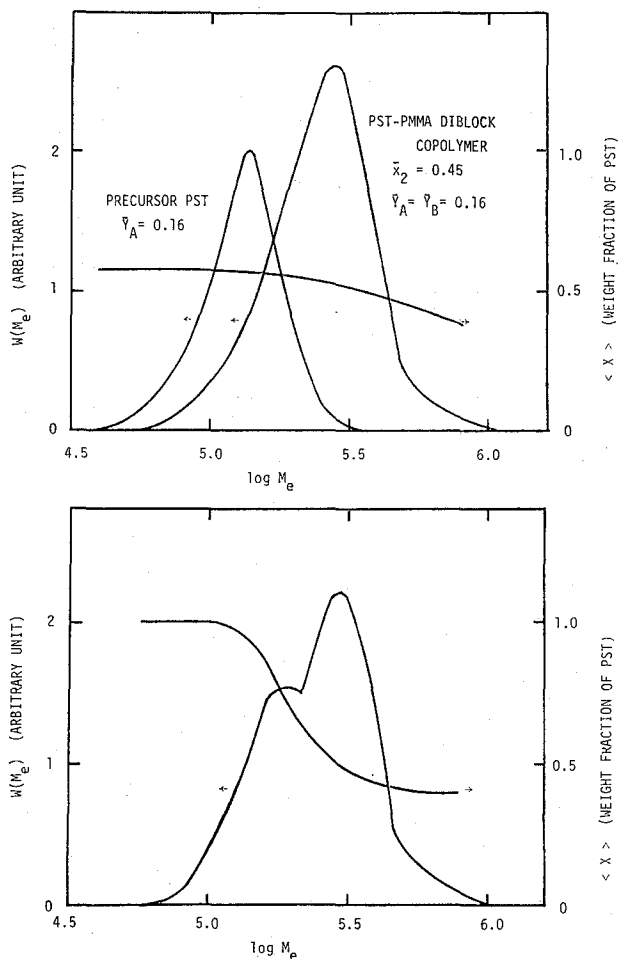 PST-PMMA DIBLOCK
COPOLYMER
x̄₂ = 0.45
Ȳ_A = Ȳ_B = 0.16
PRECURSOR PST
Ȳ_A = 0.16
2
1
0
1.0
0.5
0
4.5
5.0
5.5
6.0
log M_e
W(M_e) (ARBITRARY UNIT)
< X > (WEIGHT FRACTION OF PST)
2
1
0
1.0
0.5
0
4.5
5.0
5.5
6.0
log M_e
W(M_e) (ARBITRARY UNIT)
< X > (WEIGHT FRACTION OF PST)